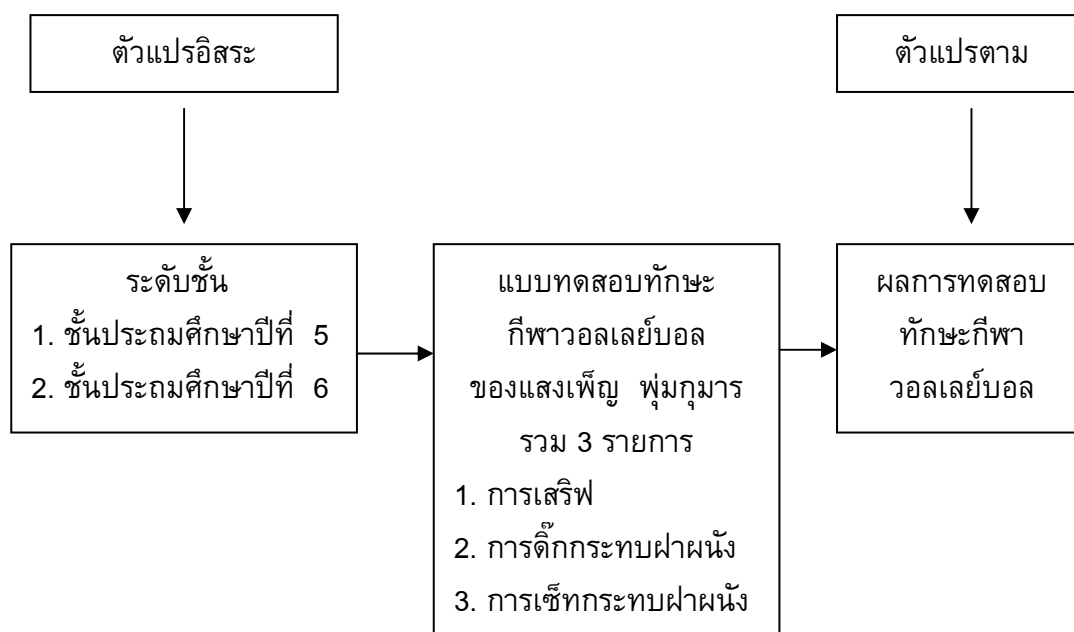 ตัวแปรอิสระ
ตัวแปรตาม
ระดับชั้น
1. ชั้นประถมศึกษาปีที่ 5
2. ชั้นประถมศึกษาปีที่ 6
แบบทดสอบทักษะ
กีฬาวอลเลย์บอล
ของแสงเพ็ญ พุ่มกุมาร
รวม 3 รายการ
1. การเสริฟ
2. การดิ๊กกระทบฝาผนัง
3. การเซ็ทกระทบฝาผนัง
ผลการทดสอบ
ทักษะกีฬา
วอลเลย์บอล